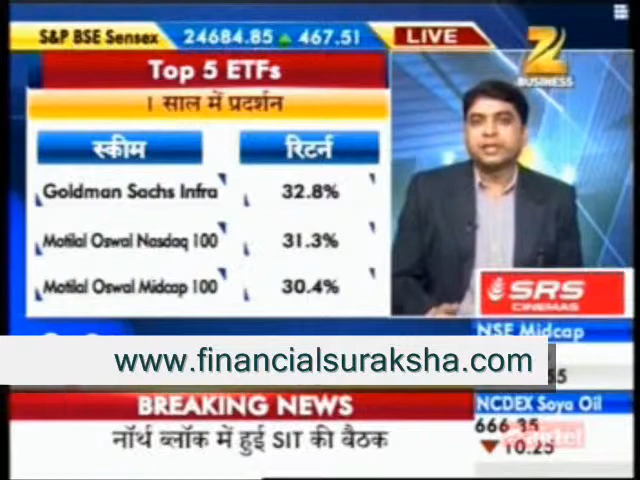 S&P BSE Sensex 24684.85 467.51 LIVE
Z
BUSINESS
Top 5 ETFs
1 साल में प्रदर्शन
स्कीम रिटर्न
Goldman Sachs Infra 32.8%
Motilal Oswal Nasdaq 100 31.3%
Motilal Oswal Midcap 100 30.4%
SRS
CINEMAS
NSE Midcap
www.financialsuraksha.com
55
BREAKING NEWS
नॉर्थ ब्लॉक में हुई SIT की बैठक
NCDEX Soya Oil
666.35
10.25